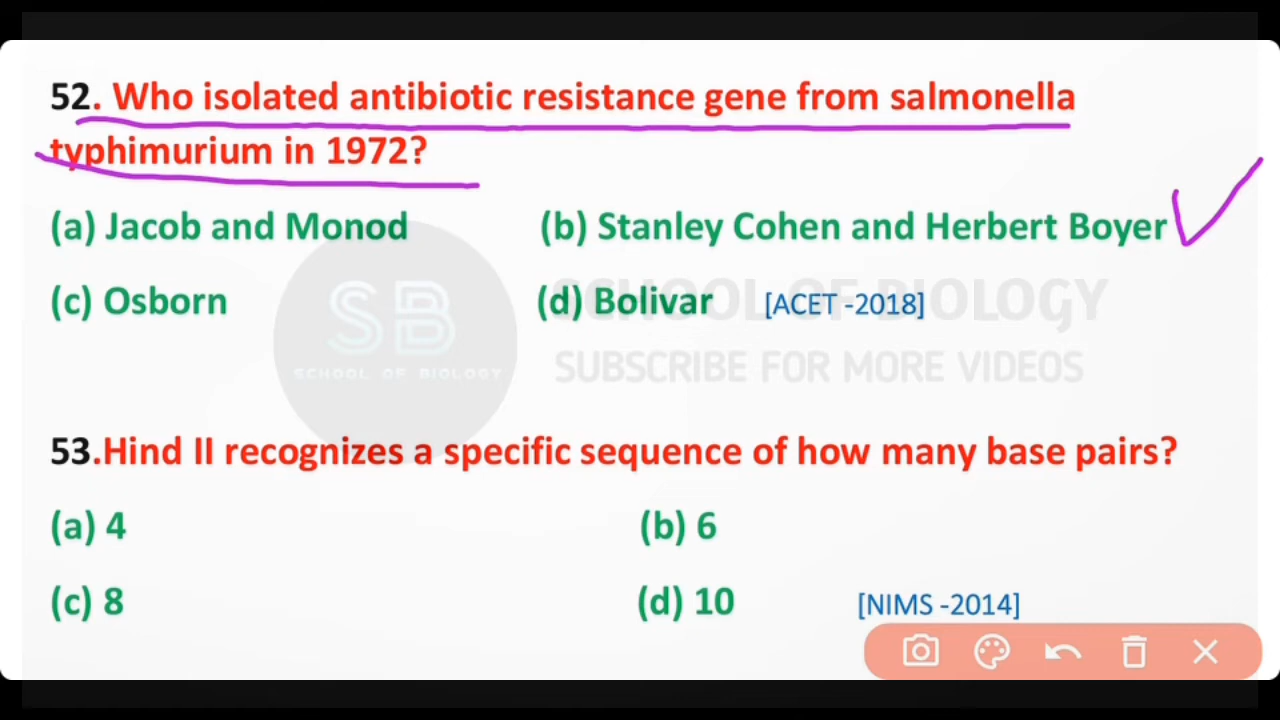 52. Who isolated antibiotic resistance gene from salmonella
typhimurium in 1972?
(a) Jacob and Monod (b) Stanley Cohen and Herbert Boyer
(c) Osborn (d) Bolivar [ACET -2018]
SB
SCHOOL OF BIOLOGY
SCHOOL OF BIOLOGY
SUBSCRIBE FOR MORE VIDEOS
53.Hind II recognizes a specific sequence of how many base pairs?
(a) 4 (b) 6
(c) 8 (d) 10 [NIMS -2014]